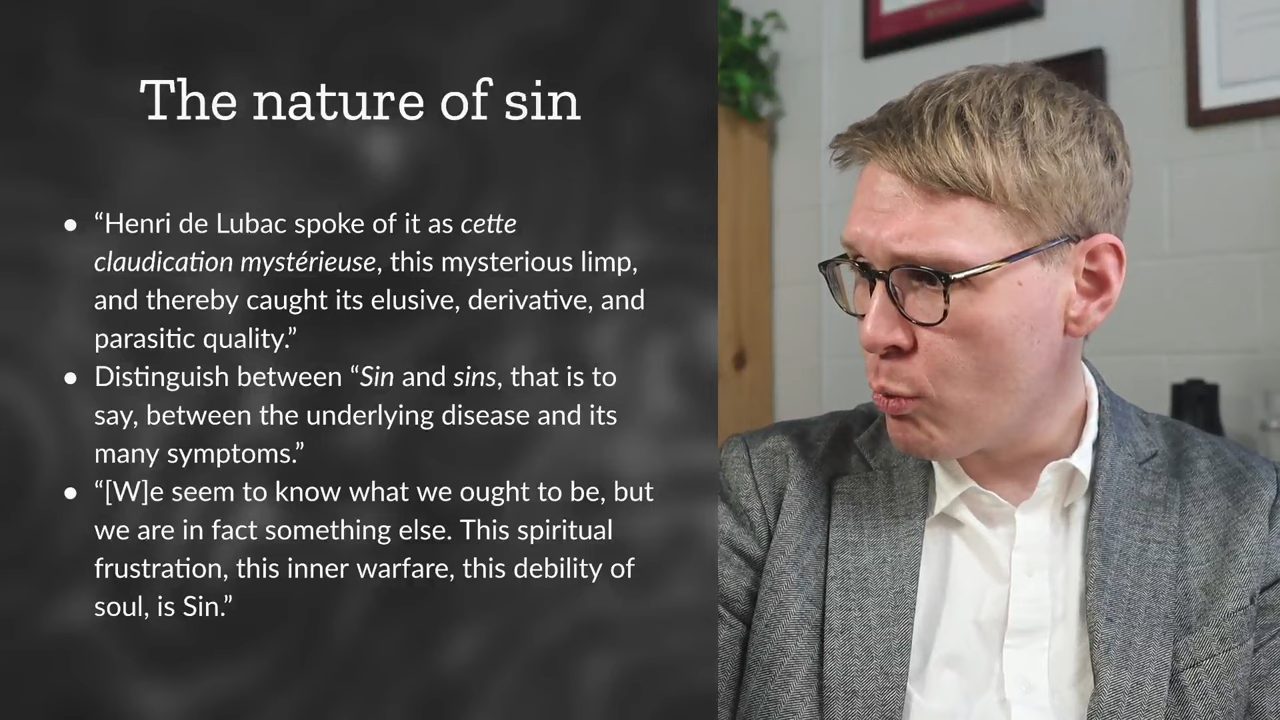 The nature of sin
● “Henri de Lubac spoke of it as cette
claudication mystérieuse, this mysterious limp,
and thereby caught its elusive, derivative, and
parasitic quality.”
● Distinguish between “Sin and sins, that is to
say, between the underlying disease and its
many symptoms.”
● “[W]e seem to know what we ought to be, but
we are in fact something else. This spiritual
frustration, this inner warfare, this debility of
soul, is Sin.”